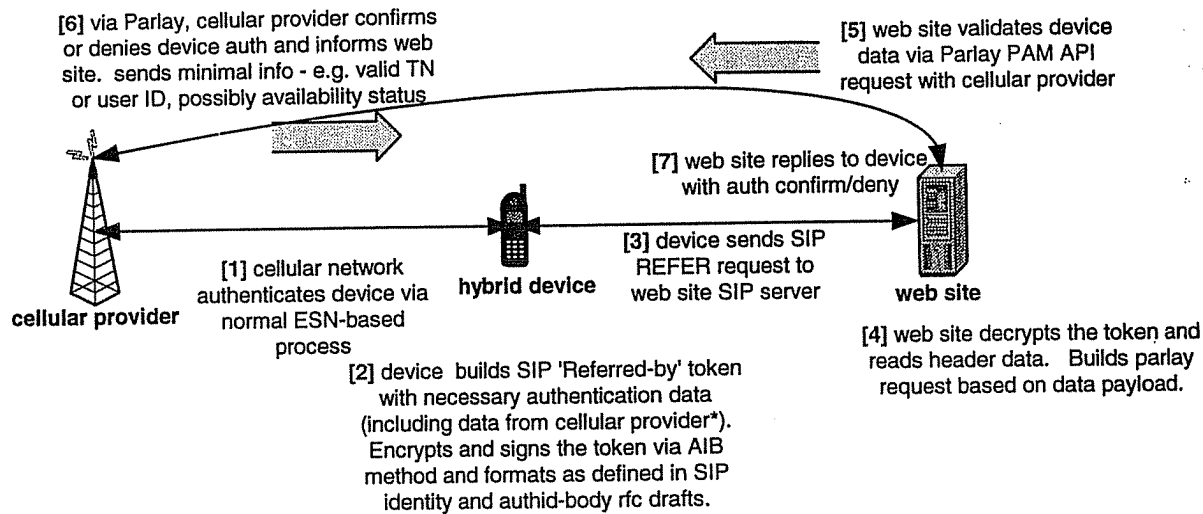 [6] via Parlay, cellular provider confirms
or denies device auth and informs web
site. sends minimal info - e.g. valid TN
or user ID, possibly availability status
[5] web site validates device
data via Parlay PAM API
request with cellular provider
[7] web site replies to device
with auth confirm/deny
[1] cellular network
authenticates device via
normal ESN-based
process
hybrid device
[3] device sends SIP
REFER request to
web site SIP server
web site
cellular provider
[4] web site decrypts the token and
reads header data. Builds parlay
request based on data payload.
[2] device builds SIP 'Referred-by' token
with necessary authentication data
(including data from cellular provider*).
Encrypts and signs the token via AIB
method and formats as defined in SIP
identity and authid-body rfc drafts.